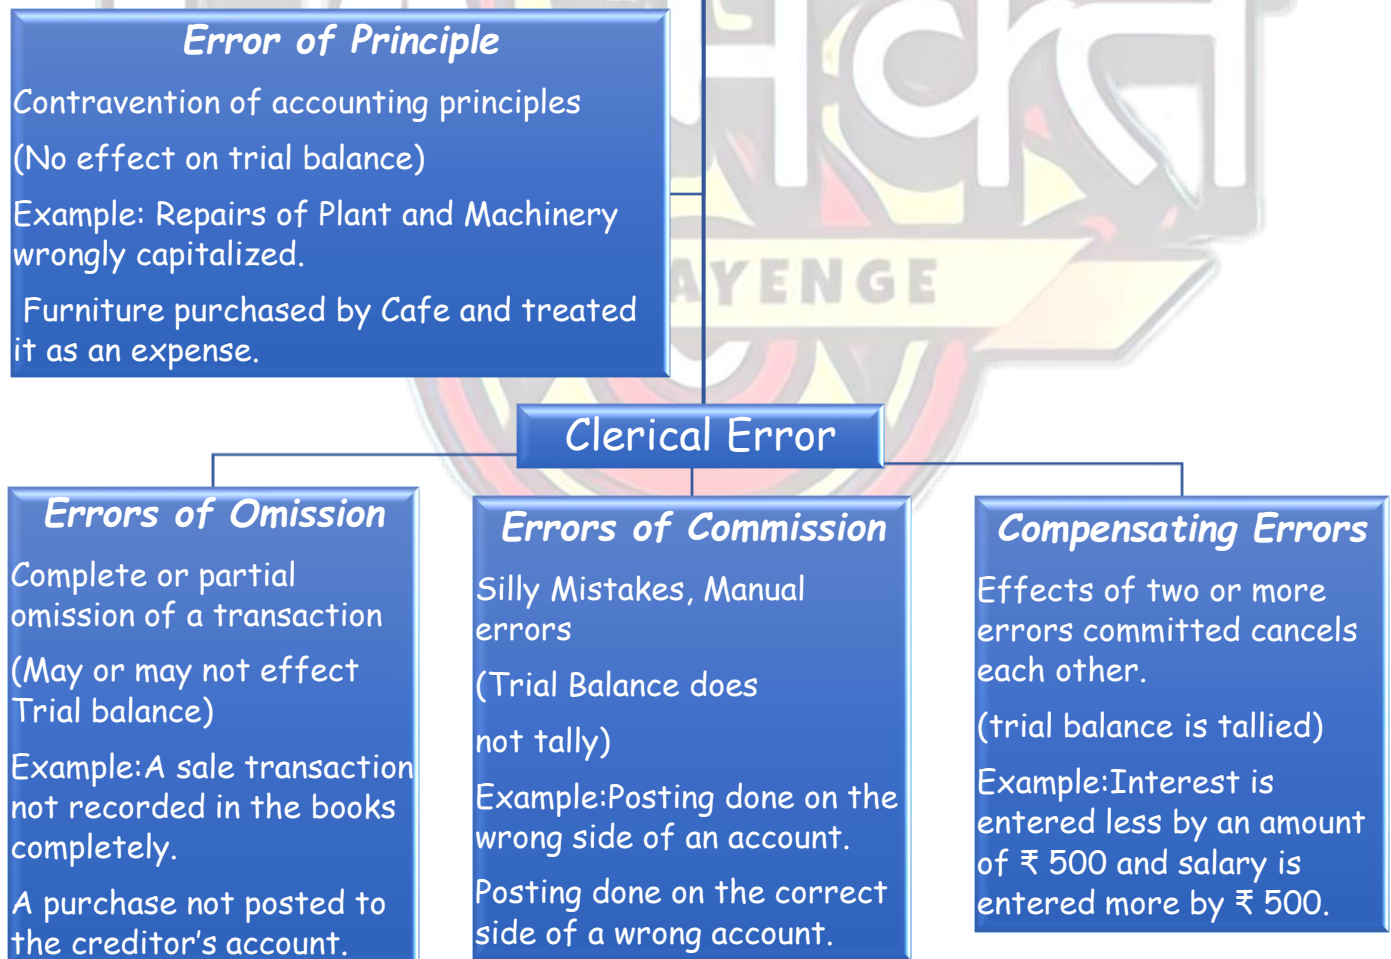 Error of Principle
Contravention of accounting principles
(No effect on trial balance)
Example: Repairs of Plant and Machinery
wrongly capitalized.
Furniture purchased by Cafe and treated
it as an expense.
AYENGE
Clerical Error
Errors of Omission
Complete or partial
omission of a transaction
(May or may not effect
Trial balance)
Example:A sale transaction
not recorded in the books
completely.
A purchase not posted to
the creditor's account.
Errors of Commission
Silly Mistakes, Manual
errors
(Trial Balance does
not tally)
Example:Posting done on the
wrong side of an account.
Posting done on the correct
side of a wrong account.
Compensating Errors
Effects of two or more
errors committed cancels
each other.
(trial balance is tallied)
Example:Interest is
entered less by an amount
of ₹ 500 and salary is
entered more by ₹ 500.